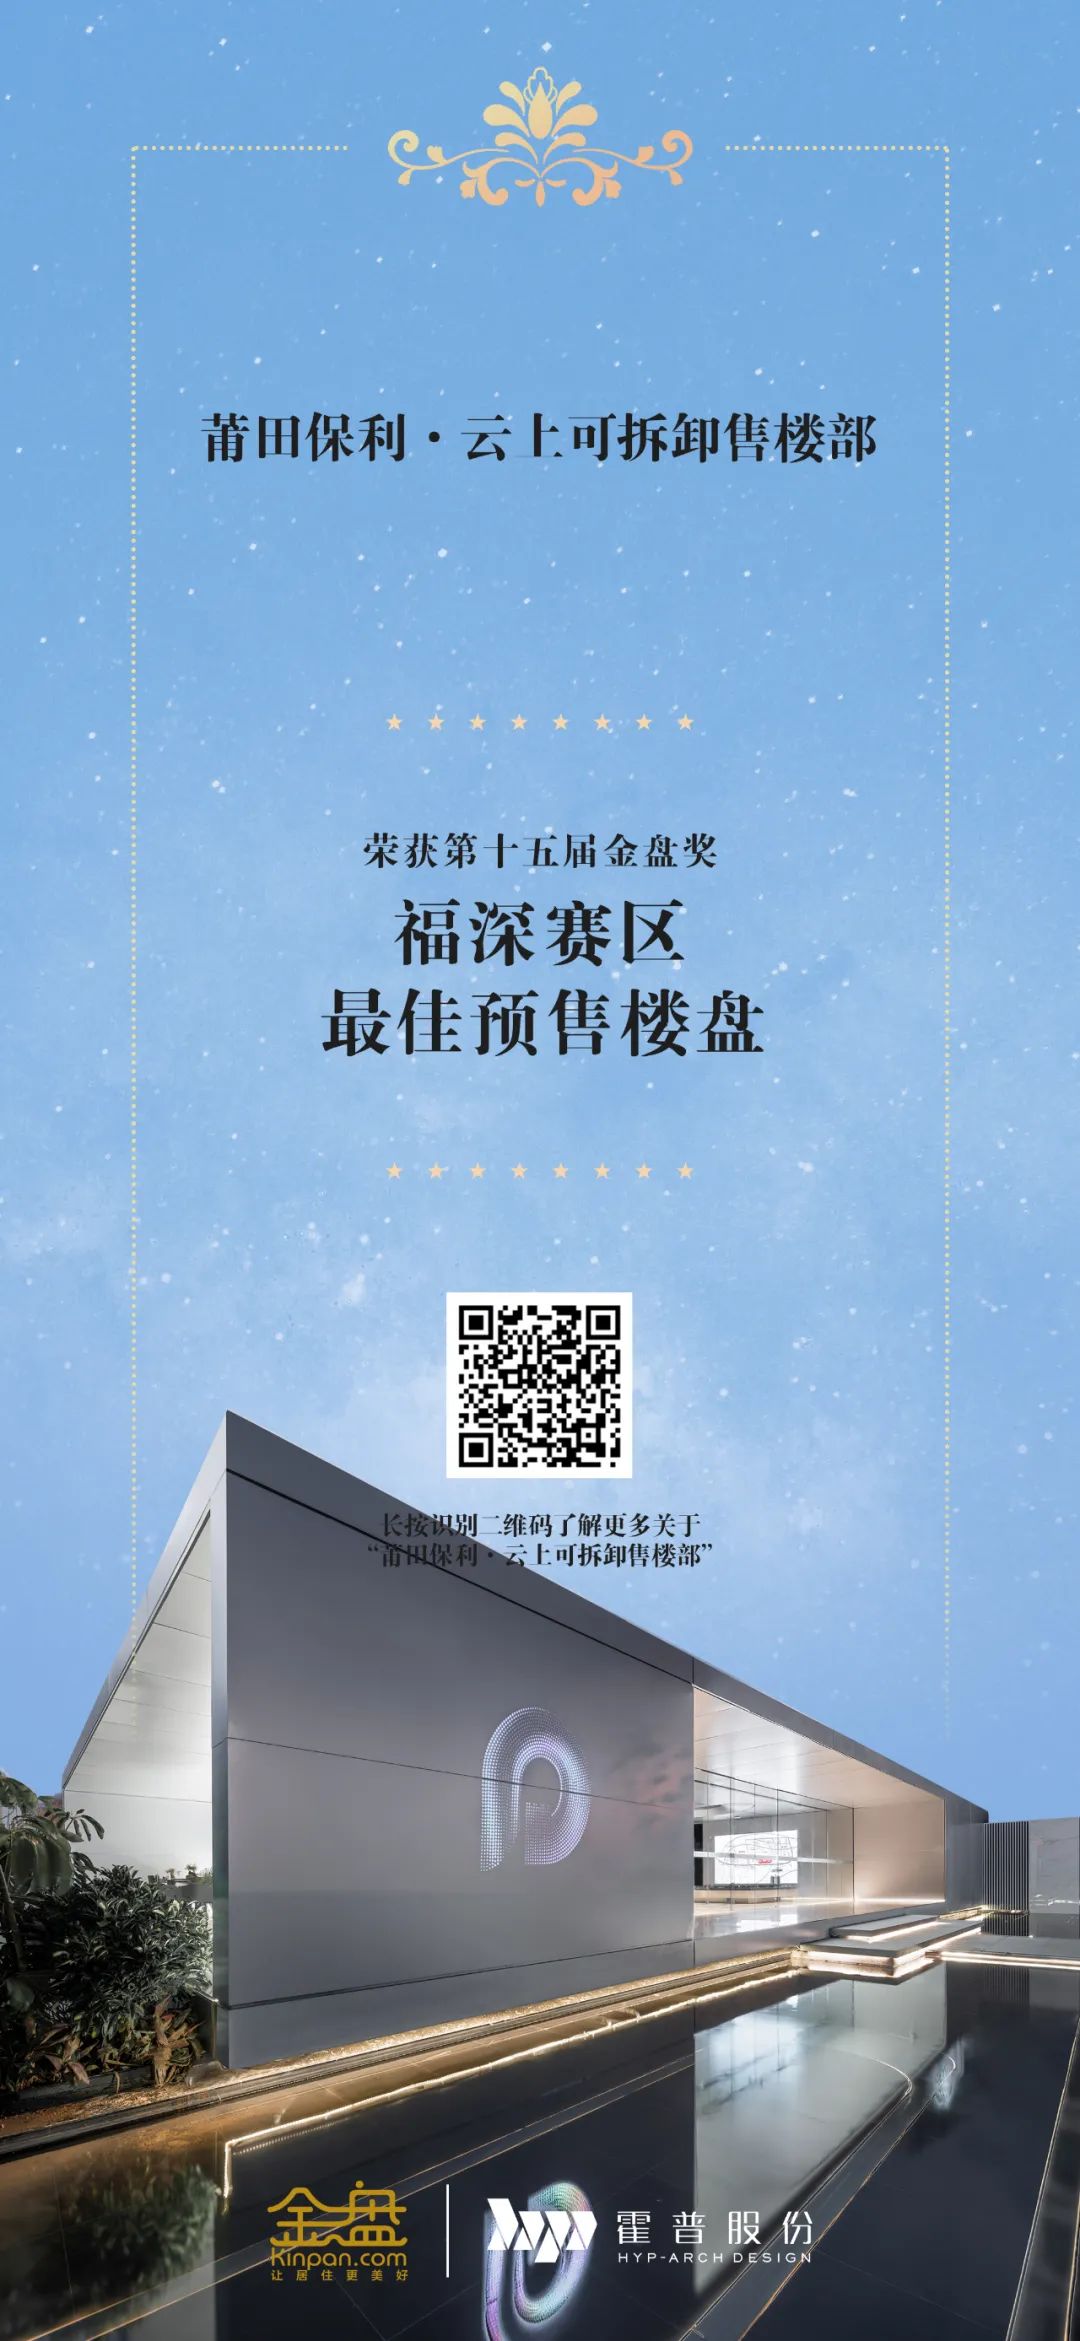 莆田保利·云上可拆卸售楼部
荣获第十五届金盘奖
福深赛区
最佳预售楼盘
长按识别二维码了解更多关于
“莆田保利·云上可拆卸售楼部”
金盘
Kinpan.com
让居住更美好
hyp
霍普股份
HYP-ARCH DESIGN